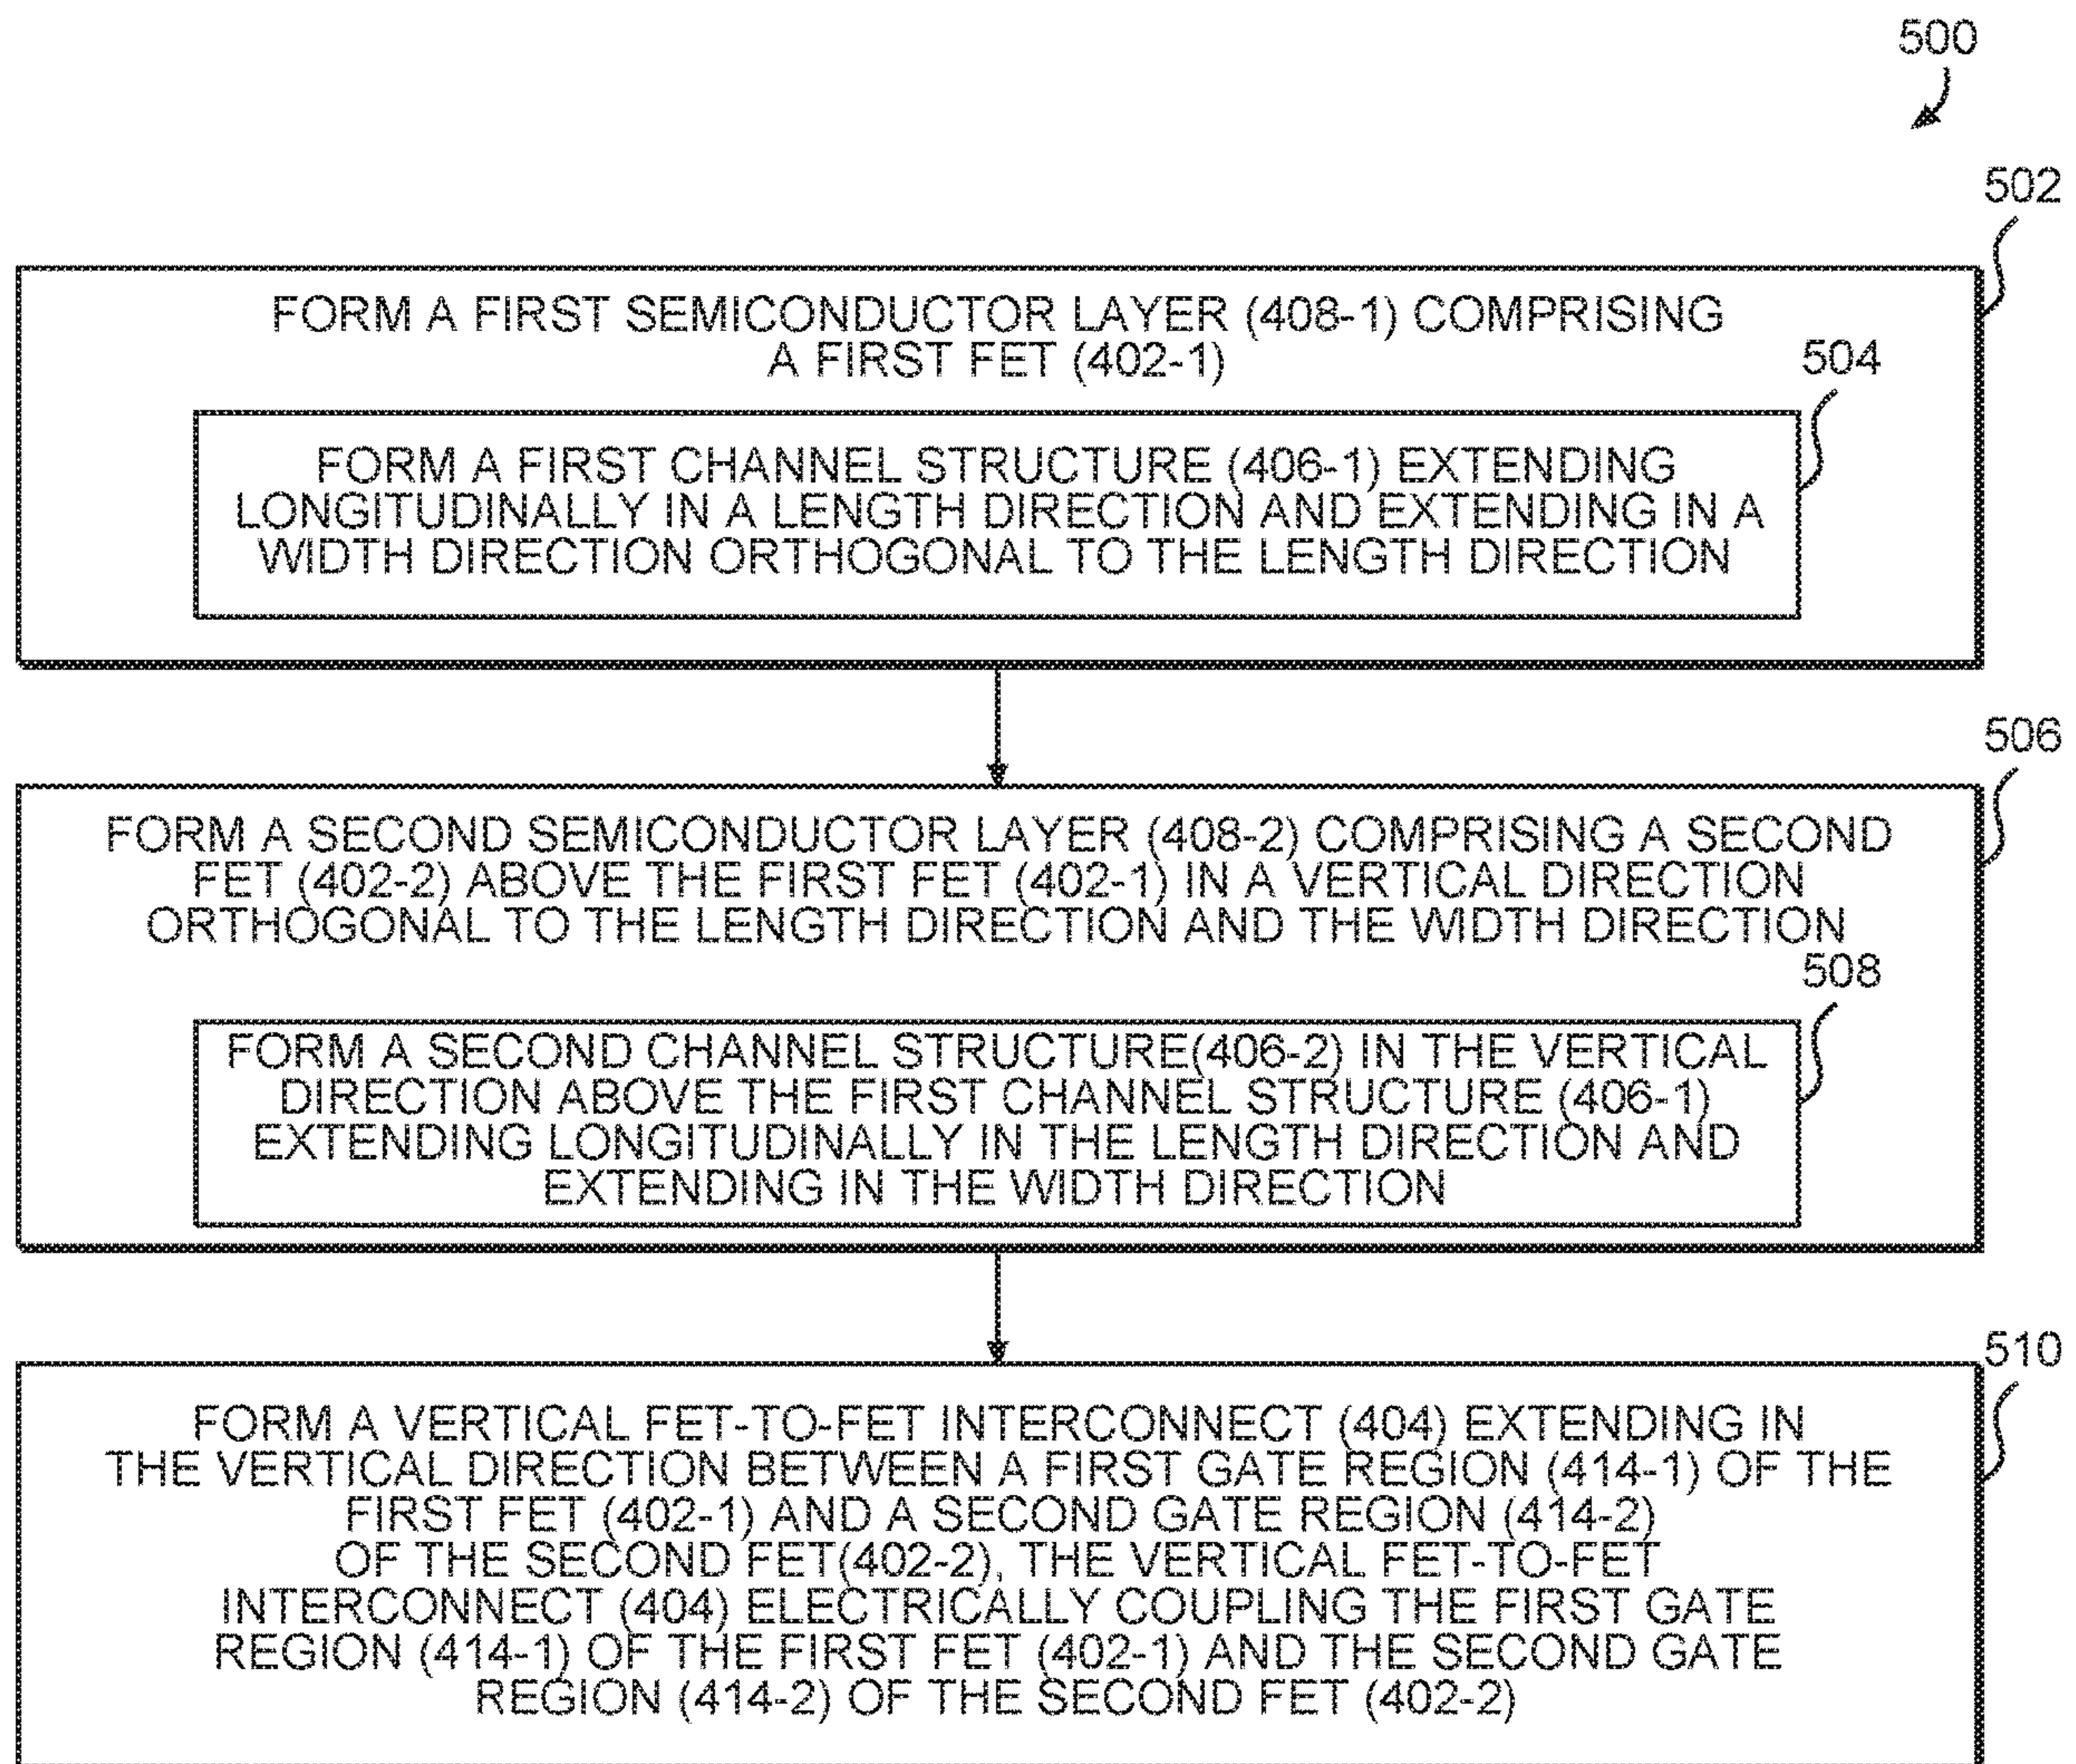 500
502
FORM A FIRST SEMICONDUCTOR LAYER (408-1) COMPRISING
A FIRST FET (402-1)
504
FORM A FIRST CHANNEL STRUCTURE (406-1) EXTENDING
LONGITUDINALLY IN A LENGTH DIRECTION AND EXTENDING IN A
WIDTH DIRECTION ORTHOGONAL TO THE LENGTH DIRECTION
506
FORM A SECOND SEMICONDUCTOR LAYER (408-2) COMPRISING A SECOND
FET (402-2) ABOVE THE FIRST FET (402-1) IN A VERTICAL DIRECTION
ORTHOGONAL TO THE LENGTH DIRECTION AND THE WIDTH DIRECTION
508
FORM A SECOND CHANNEL STRUCTURE(406-2) IN THE VERTICAL
DIRECTION ABOVE THE FIRST CHANNEL STRUCTURE (406-1)
EXTENDING LONGITUDINALLY IN THE LENGTH DIRECTION AND
EXTENDING IN THE WIDTH DIRECTION
510
FORM A VERTICAL FET-TO-FET INTERCONNECT (404) EXTENDING IN
THE VERTICAL DIRECTION BETWEEN A FIRST GATE REGION (414-1) OF THE
FIRST FET (402-1) AND A SECOND GATE REGION (414-2)
OF THE SECOND FET(402-2), THE VERTICAL FET-TO-FET
INTERCONNECT (404) ELECTRICALLY COUPLING THE FIRST GATE
REGION (414-1) OF THE FIRST FET (402-1) AND THE SECOND GATE
REGION (414-2) OF THE SECOND FET (402-2)